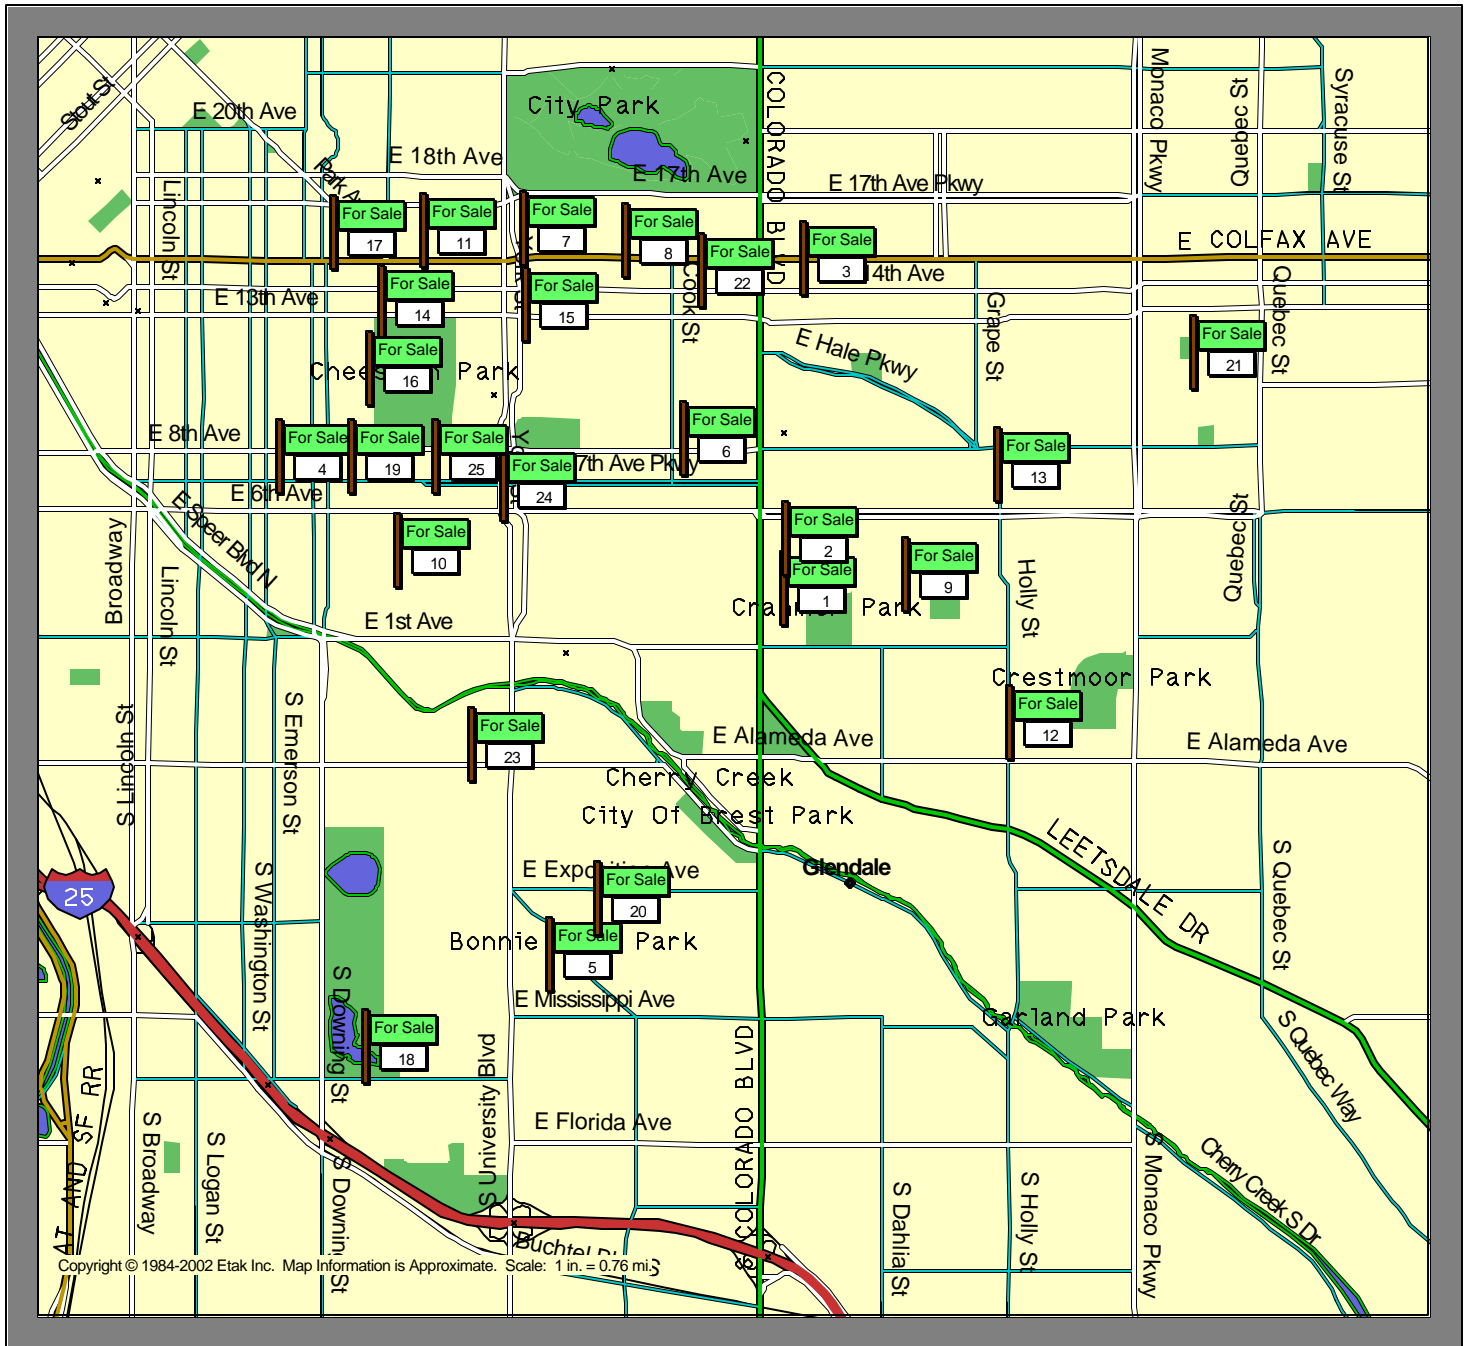 Stout St
E 20th Ave
City Park
COLORADO BLVD
Monaco Pkwy
Quebec St
Syracuse St
E 18th Ave
E 17th Ave
E 17th Ave Pkwy
Lincoln St
For Sale
17
For Sale
11
For Sale
7
For Sale
8
For Sale
22
For Sale
3
E COLFAX AVE
14th Ave
E 13th Ave
For Sale
14
For Sale
15
Cook St
Grape St
Quebec St
E Hale Pkwy
For Sale
21
For Sale
16
Park
E 8th Ave
For Sale
4
For Sale
19
For Sale
25
For Sale
24
7th Ave Pkwy
For Sale
6
For Sale
13
E 6th Ave
E Speer Blvd N
Broadway
Lincoln St
For Sale
10
For Sale
2
For Sale
1
For Sale
9
Park
Holly St
Quebec St
E 1st Ave
Crestmoor Park
For Sale
12
S Lincoln St
S Emerson St
For Sale
23
E Alameda Ave
E Alameda Ave
Cherry Creek
City Of Brest Park
LEETSDALE DR
Glendale
25
S Washington St
S Quebec St
Ave
For Sale
20
Bonnie
Park
For Sale
5
E Mississippi Ave
S Downing St
For Sale
18
Garland Park
S Quebec Way
AT AND SF RR
S Broadway
S Logan St
S Downing St
S University Blvd
E Florida Ave
S COLORADO BLVD
S Dahlia St
S Holly St
S Monaco Pkwy
Cherry Creek S Dr
Buchtel
Copyright © 1984-2002 Etak Inc.  Map Information is Approximate.  Scale:  1 in. = 0.76 mi.